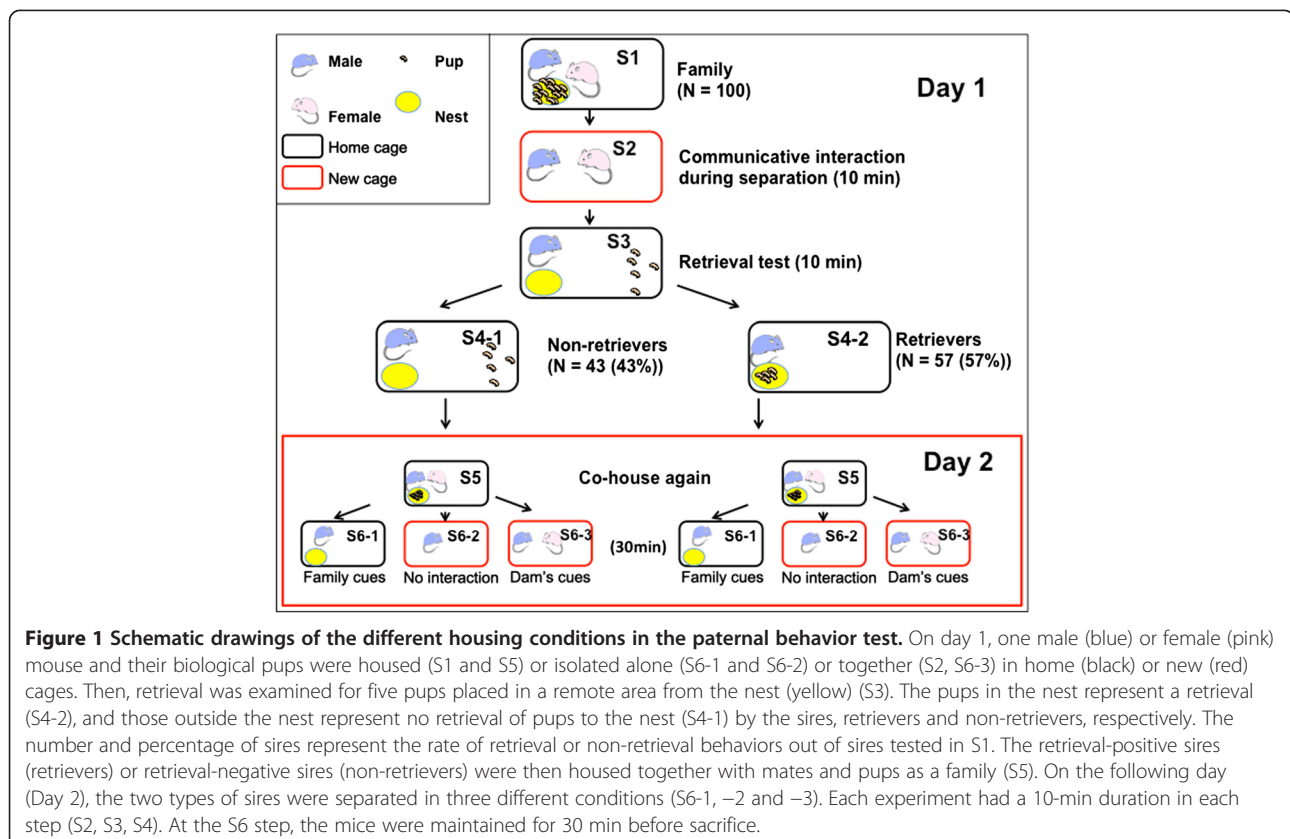 Male
Pup
Female
Nest
Home cage
New cage
S1
Family
(N = 100)
Day 1
S2
Communicative interaction
during separation (10 min)
S3
Retrieval test (10 min)
S4-1
Non-retrievers
(N = 43 (43%))
S4-2
Retrievers
(N = 57 (57%))
Day 2
S5
Co-house again
S5
S6-1
S6-2
S6-3
(30min)
S6-1
S6-2
S6-3
Family cues
No interaction
Dam's cues
Family cues
No interaction
Dam's cues
Figure 1 Schematic drawings of the different housing conditions in the paternal behavior test. On day 1, one male (blue) or female (pink)
mouse and their biological pups were housed (S1 and S5) or isolated alone (S6-1 and S6-2) or together (S2, S6-3) in home (black) or new (red)
cages. Then, retrieval was examined for five pups placed in a remote area from the nest (yellow) (S3). The pups in the nest represent a retrieval
(S4-2), and those outside the nest represent no retrieval of pups to the nest (S4-1) by the sires, retrievers and non-retrievers, respectively. The
number and percentage of sires represent the rate of retrieval or non-retrieval behaviors out of sires tested in S1. The retrieval-positive sires
(retrievers) or retrieval-negative sires (non-retrievers) were then housed together with mates and pups as a family (S5). On the following day
(Day 2), the two types of sires were separated in three different conditions (S6-1, −2 and −3). Each experiment had a 10-min duration in each
step (S2, S3, S4). At the S6 step, the mice were maintained for 30 min before sacrifice.